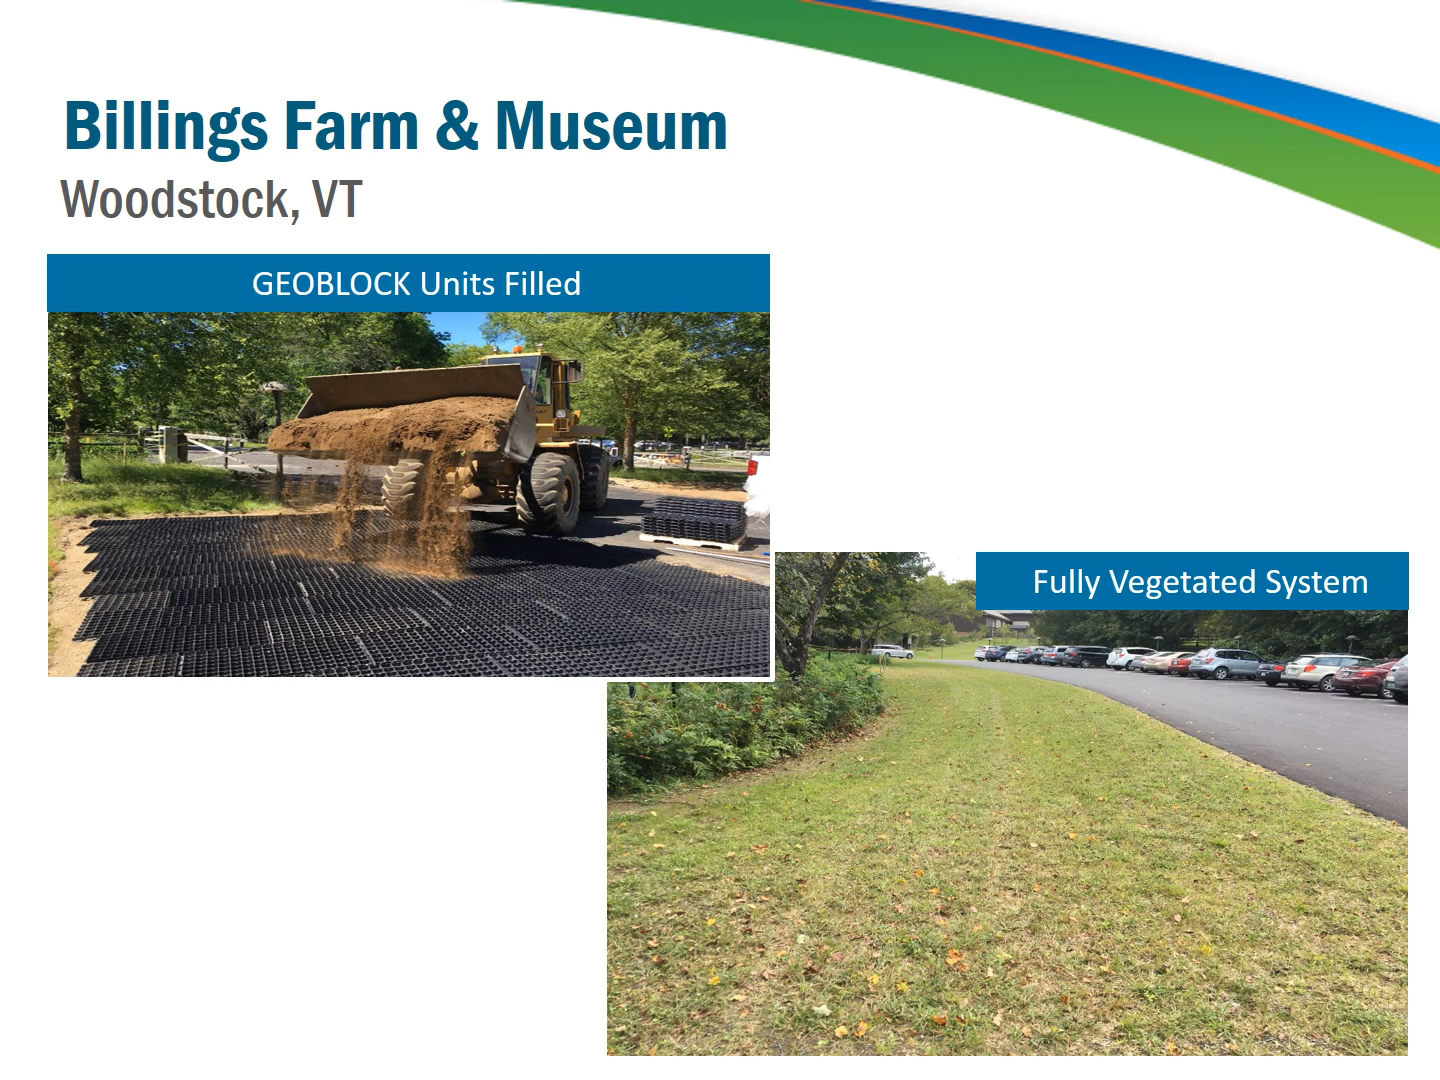 Billings Farm & Museum
Woodstock, VT
GEOBLOCK Units Filled
Fully Vegetated System